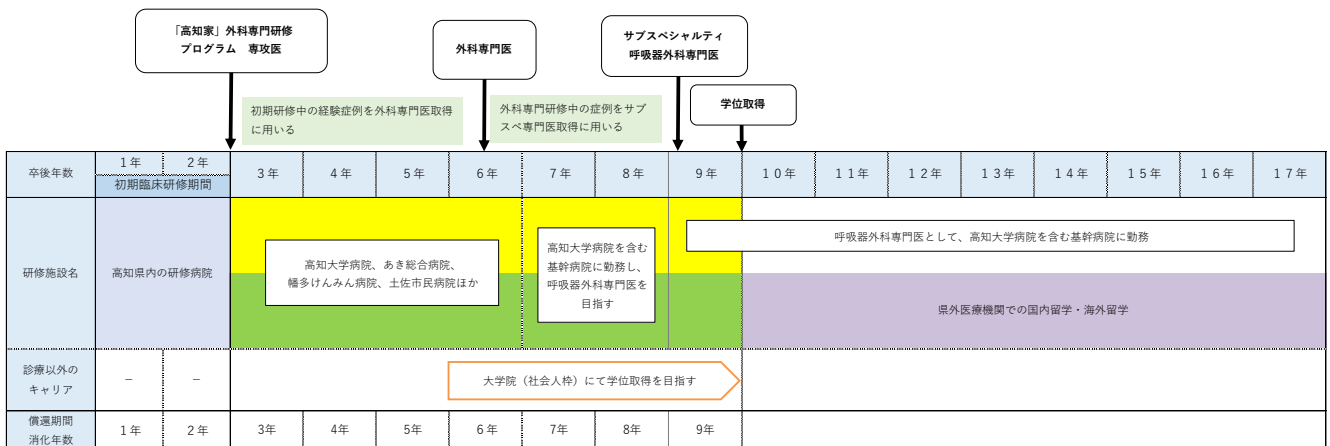 「高知家」外科専門研修
プログラム　専攻医
外科専門医
サブスペシャルティ
呼吸器外科専門医
学位取得
初期研修中の経験症例を外科専門医取得
に用いる
外科専門研修中の症例をサブ
スペ専門医取得に用いる
卒後年数
1年
2年
初期臨床研修期間
3年
4年
5年
6年
7年
8年
9年
10年
11年
12年
13年
14年
15年
16年
17年
研修施設名
高知県内の研修病院
高知大学病院、あき総合病院、
幡多けんみん病院、土佐市民病院ほか
高知大学病院を含む
基幹病院に勤務し、
呼吸器外科専門医を
目指す
呼吸器外科専門医として、高知大学病院を含む基幹病院に勤務
県外医療機関での国内留学・海外留学
診療以外の
キャリア
－
－
大学院（社会人枠）にて学位取得を目指す
償還期間
消化年数
1年
2年
3年
4年
5年
6年
7年
8年
9年